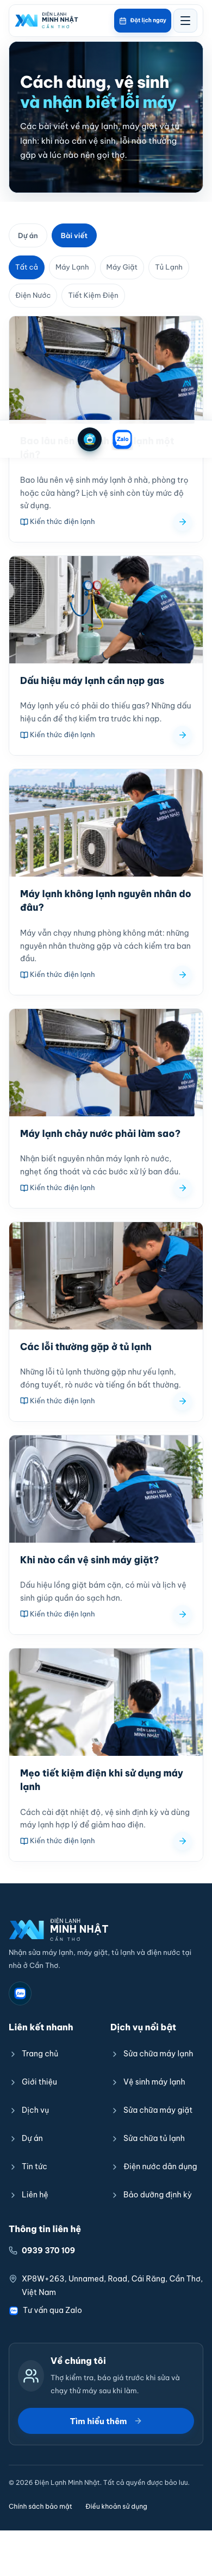 ĐIỆN LẠNH
MINH NHẬT
CẦN THƠ
Đặt lịch ngay
Cách dùng, vệ sinh
và nhận biết lỗi máy
Các bài viết về máy lạnh, máy giặt và tủ
lạnh: khi nào cần vệ sinh, lỗi nào thường
gặp và lúc nào nên gọi thợ.
Dự án
Bài viết
Tất cả
Máy Lạnh
Máy Giặt
Tủ Lạnh
Điện Nước
Tiết Kiệm Điện
Zalo
Bao lâu nên vệ sinh máy lạnh ở nhà, phòng trọ
hoặc cửa hàng? Lịch vệ sinh còn tùy mức độ
sử dụng.
Kiến thức điện lạnh
Dấu hiệu máy lạnh cần nạp gas
Máy lạnh yếu có phải do thiếu gas? Những dấu
hiệu cần để thợ kiểm tra trước khi nạp.
Kiến thức điện lạnh
ĐIỆN LẠNH
MINH NHẬT
Máy lạnh không lạnh nguyên nhân do
đâu?
Máy vẫn chạy nhưng phòng không mát: những
nguyên nhân thường gặp và cách kiểm tra ban
đầu.
Kiến thức điện lạnh
Máy lạnh chảy nước phải làm sao?
Nhận biết nguyên nhân máy lạnh rò nước,
nghẹt ống thoát và các bước xử lý ban đầu.
Kiến thức điện lạnh
Các lỗi thường gặp ở tủ lạnh
Những lỗi tủ lạnh thường gặp như yếu lạnh,
đóng tuyết, rò nước và tiếng ồn bất thường.
Kiến thức điện lạnh
ĐIỆN LẠNH
MINH NHẬT
Khi nào cần vệ sinh máy giặt?
Dấu hiệu lồng giặt bám cặn, có mùi và lịch vệ
sinh giúp quần áo sạch hơn.
Kiến thức điện lạnh
ĐIỆN LẠNH
MINH NHẬT
Mẹo tiết kiệm điện khi sử dụng máy
lạnh
Cách cài đặt nhiệt độ, vệ sinh định kỳ và dùng
máy lạnh hợp lý để giảm hao điện.
Kiến thức điện lạnh
ĐIỆN LẠNH
MINH NHẬT
CẦN THƠ
Nhận sửa máy lạnh, máy giặt, tủ lạnh và điện nước tại
nhà ở Cần Thơ.
Zalo
Liên kết nhanh
Trang chủ
Giới thiệu
Dịch vụ
Dự án
Tin tức
Liên hệ
Dịch vụ nổi bật
Sửa chữa máy lạnh
Vệ sinh máy lạnh
Sửa chữa máy giặt
Sửa chữa tủ lạnh
Điện nước dân dụng
Bảo dưỡng định kỳ
Thông tin liên hệ
0939 370 109
XP8W+263, Unnamed, Road, Cái Răng, Cần Thơ,
Việt Nam
Tư vấn qua Zalo
Về chúng tôi
Thợ kiểm tra, báo giá trước khi sửa và
chạy thử máy sau khi làm.
Tìm hiểu thêm
© 2026 Điện Lạnh Minh Nhật. Tất cả quyền được bảo lưu.
Chính sách bảo mật
Điều khoản sử dụng